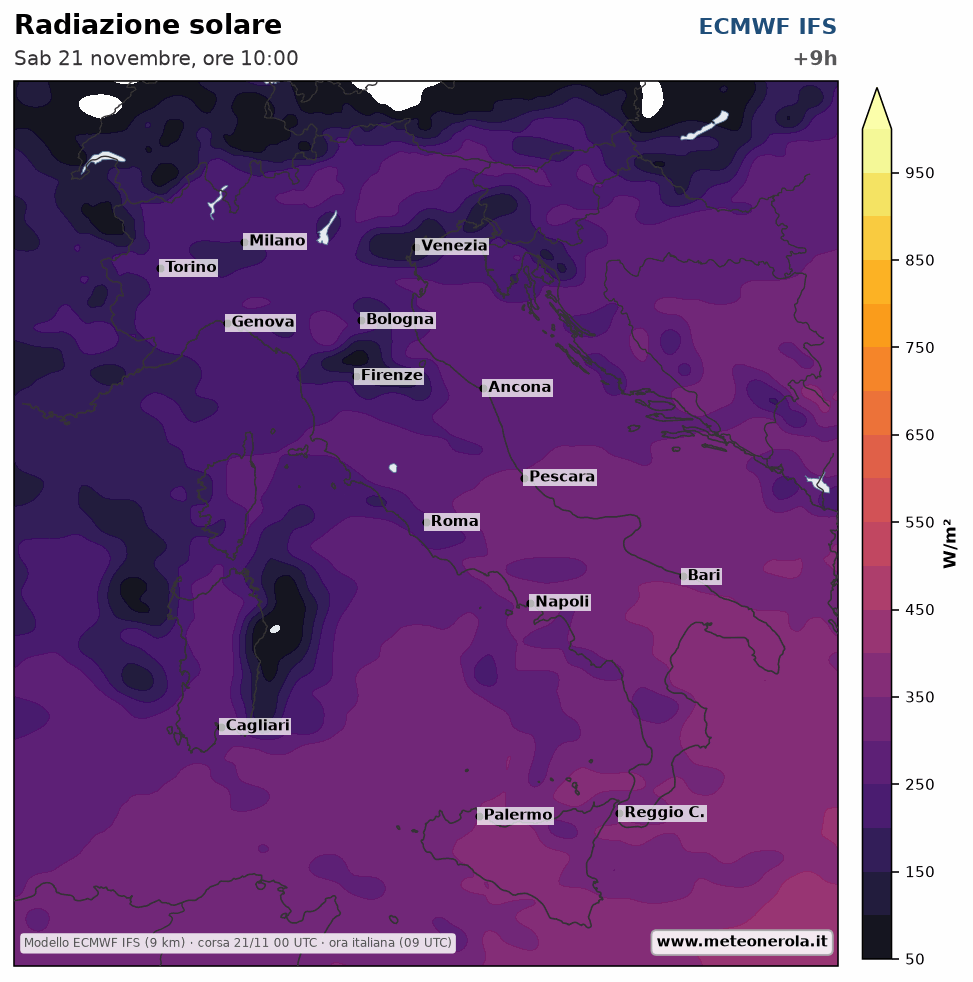 Radiazione solare
ECMWF IFS
Sab 21 novembre, ore 10:00
+9h
Milano
Venezia
Torino
Genova
Bologna
Firenze
Ancona
Pescara
Roma
Bari
Napoli
Cagliari
Palermo
Reggio C.
950
850
750
650
550
450
350
250
150
50
W/m²
Modello ECMWF IFS (9 km) · corsa 21/11 00 UTC · ora italiana (09 UTC)
www.meteonerola.it